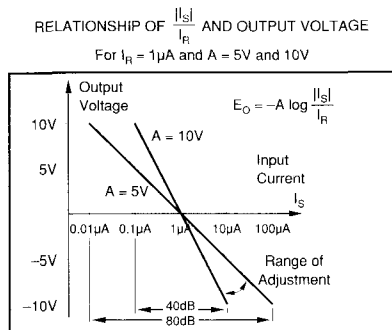 RELATIONSHIP OF |I_S|/I_R AND OUTPUT VOLTAGE
For I_R = 1µA and A = 5V and 10V
Output
Voltage
E_O = –A log |I_S|/I_R
10V
A = 10V
Input
Current
5V
A = 5V
I_S
0.01µA 0.1µA 1µA 10µA 100µA
–5V
Range of
Adjustment
–10V
40dB
80dB